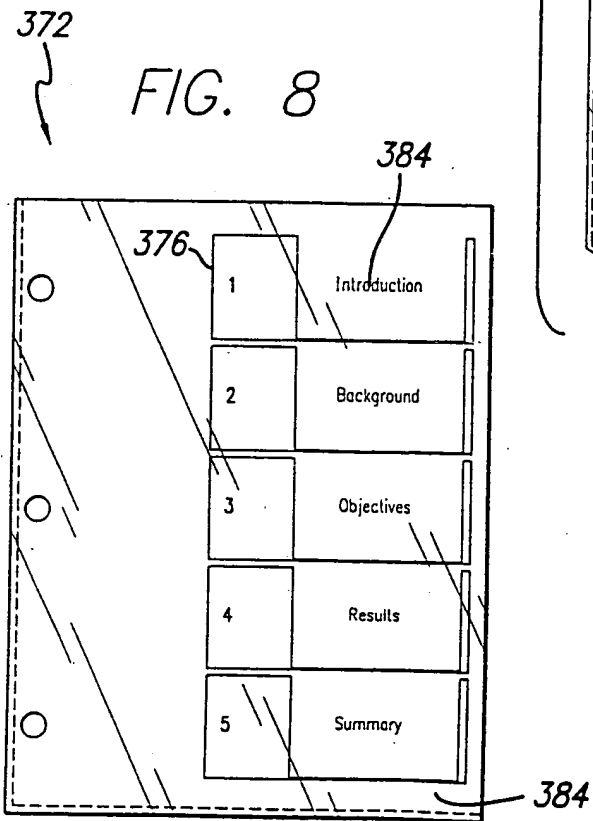 372
FIG. 8
384
376
1 Introduction
2 Background
3 Objectives
4 Results
5 Summary
384